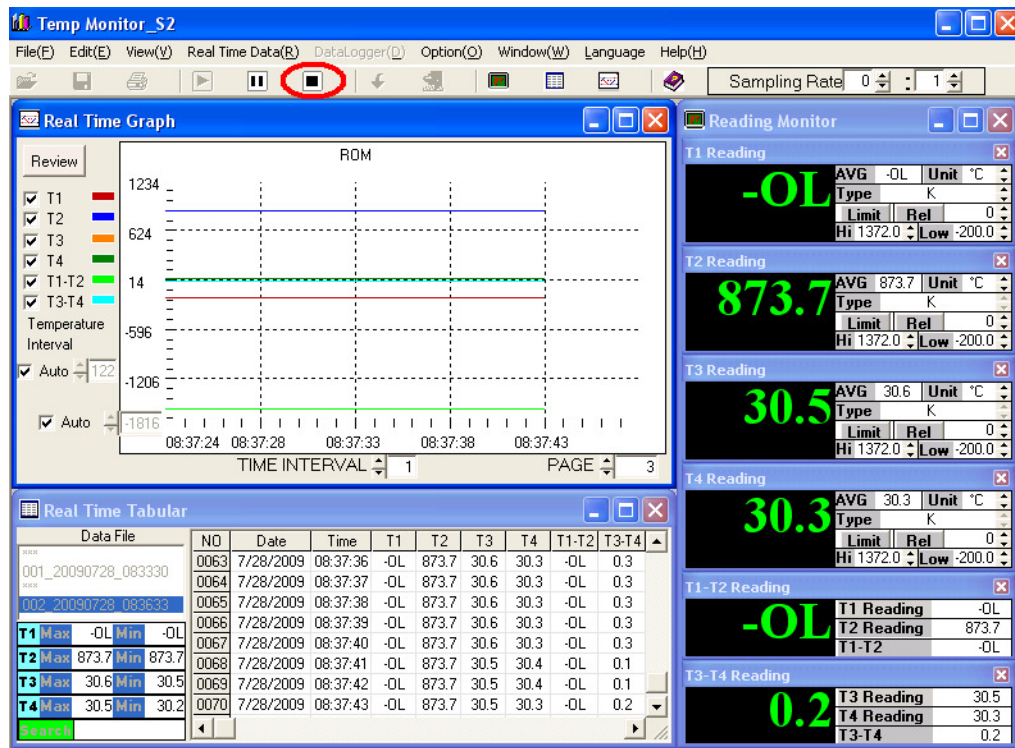 Temp Monitor_S2
File(F) Edit(E) View(V) Real Time Data(R) DataLogger(D) Option(O) Window(W) Language Help(H)
Sampling Rate 0 : 1
Real Time Graph
Review
ROM
T1
T2
T3
T4
T1-T2
T3-T4
Temperature
Interval
Auto 122
Auto -1816
1234
624
14
-596
-1206
08:37:24 08:37:28 08:37:33 08:37:38 08:37:43
TIME INTERVAL 1 PAGE 3
Real Time Tabular
Data File
***
001_20090728_083330
***
002_20090728_083633
T1 Max -OL Min -OL
T2 Max 873.7 Min 873.7
T3 Max 30.6 Min 30.5
T4 Max 30.5 Min 30.2
Search
NO Date Time T1 T2 T3 T4 T1-T2 T3-T4
0063 7/28/2009 08:37:36 -OL 873.7 30.6 30.3 -OL 0.3
0064 7/28/2009 08:37:37 -OL 873.7 30.6 30.3 -OL 0.3
0065 7/28/2009 08:37:38 -OL 873.7 30.6 30.3 -OL 0.3
0066 7/28/2009 08:37:39 -OL 873.7 30.6 30.3 -OL 0.3
0067 7/28/2009 08:37:40 -OL 873.7 30.6 30.3 -OL 0.3
0068 7/28/2009 08:37:41 -OL 873.7 30.5 30.4 -OL 0.1
0069 7/28/2009 08:37:42 -OL 873.7 30.5 30.4 -OL 0.1
0070 7/28/2009 08:37:43 -OL 873.7 30.5 30.3 -OL 0.2
Reading Monitor
T1 Reading
-OL
AVG -OL Unit °C
Type K
Limit Rel 0
Hi 1372.0 Low -200.0
T2 Reading
873.7
AVG 873.7 Unit °C
Type K
Limit Rel 0
Hi 1372.0 Low -200.0
T3 Reading
30.5
AVG 30.6 Unit °C
Type K
Limit Rel 0
Hi 1372.0 Low -200.0
T4 Reading
30.3
AVG 30.3 Unit °C
Type K
Limit Rel 0
Hi 1372.0 Low -200.0
T1-T2 Reading
-OL
T1 Reading -OL
T2 Reading 873.7
T1-T2 -OL
T3-T4 Reading
0.2
T3 Reading 30.5
T4 Reading 30.3
T3-T4 0.2